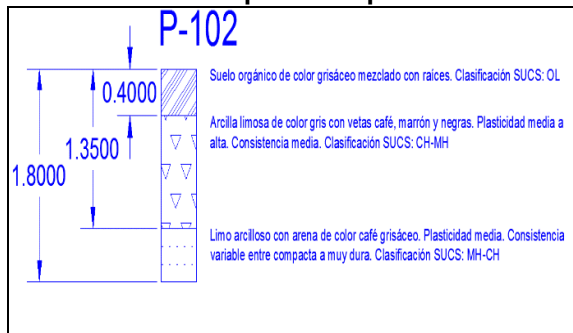 P-102
Suelo orgánico de color grisáceo mezclado con raices. Clasificación SUCS: OL
0.4000
Arcilla limosa de color gris con vetas café, marrón y negras. Plasticidad media a
alta. Consistencia media. Clasificación SUCS: CH-MH
1.3500
1.8000
Limo arcilloso con arena de color café grisáceo. Plasticidad media. Consistencia
variable entre compacta a muy dura. Clasificación SUCS: MH-CH